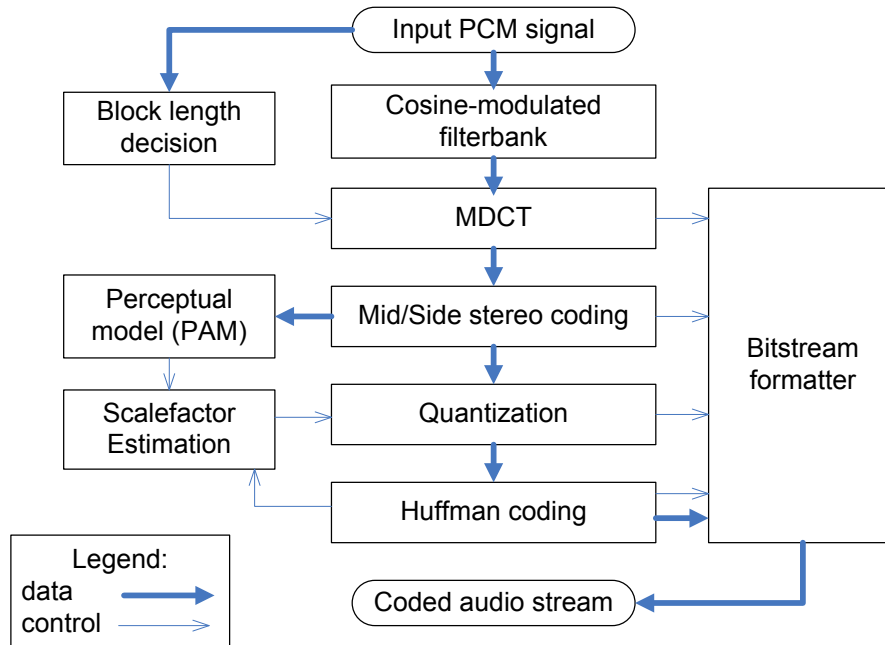 Input PCM signal
Block length
decision
Cosine-modulated
filterbank
MDCT
Perceptual
model (PAM)
Mid/Side stereo coding
Bitstream
formatter
Scalefactor
Estimation
Quantization
Huffman coding
Legend:
data
control
Coded audio stream